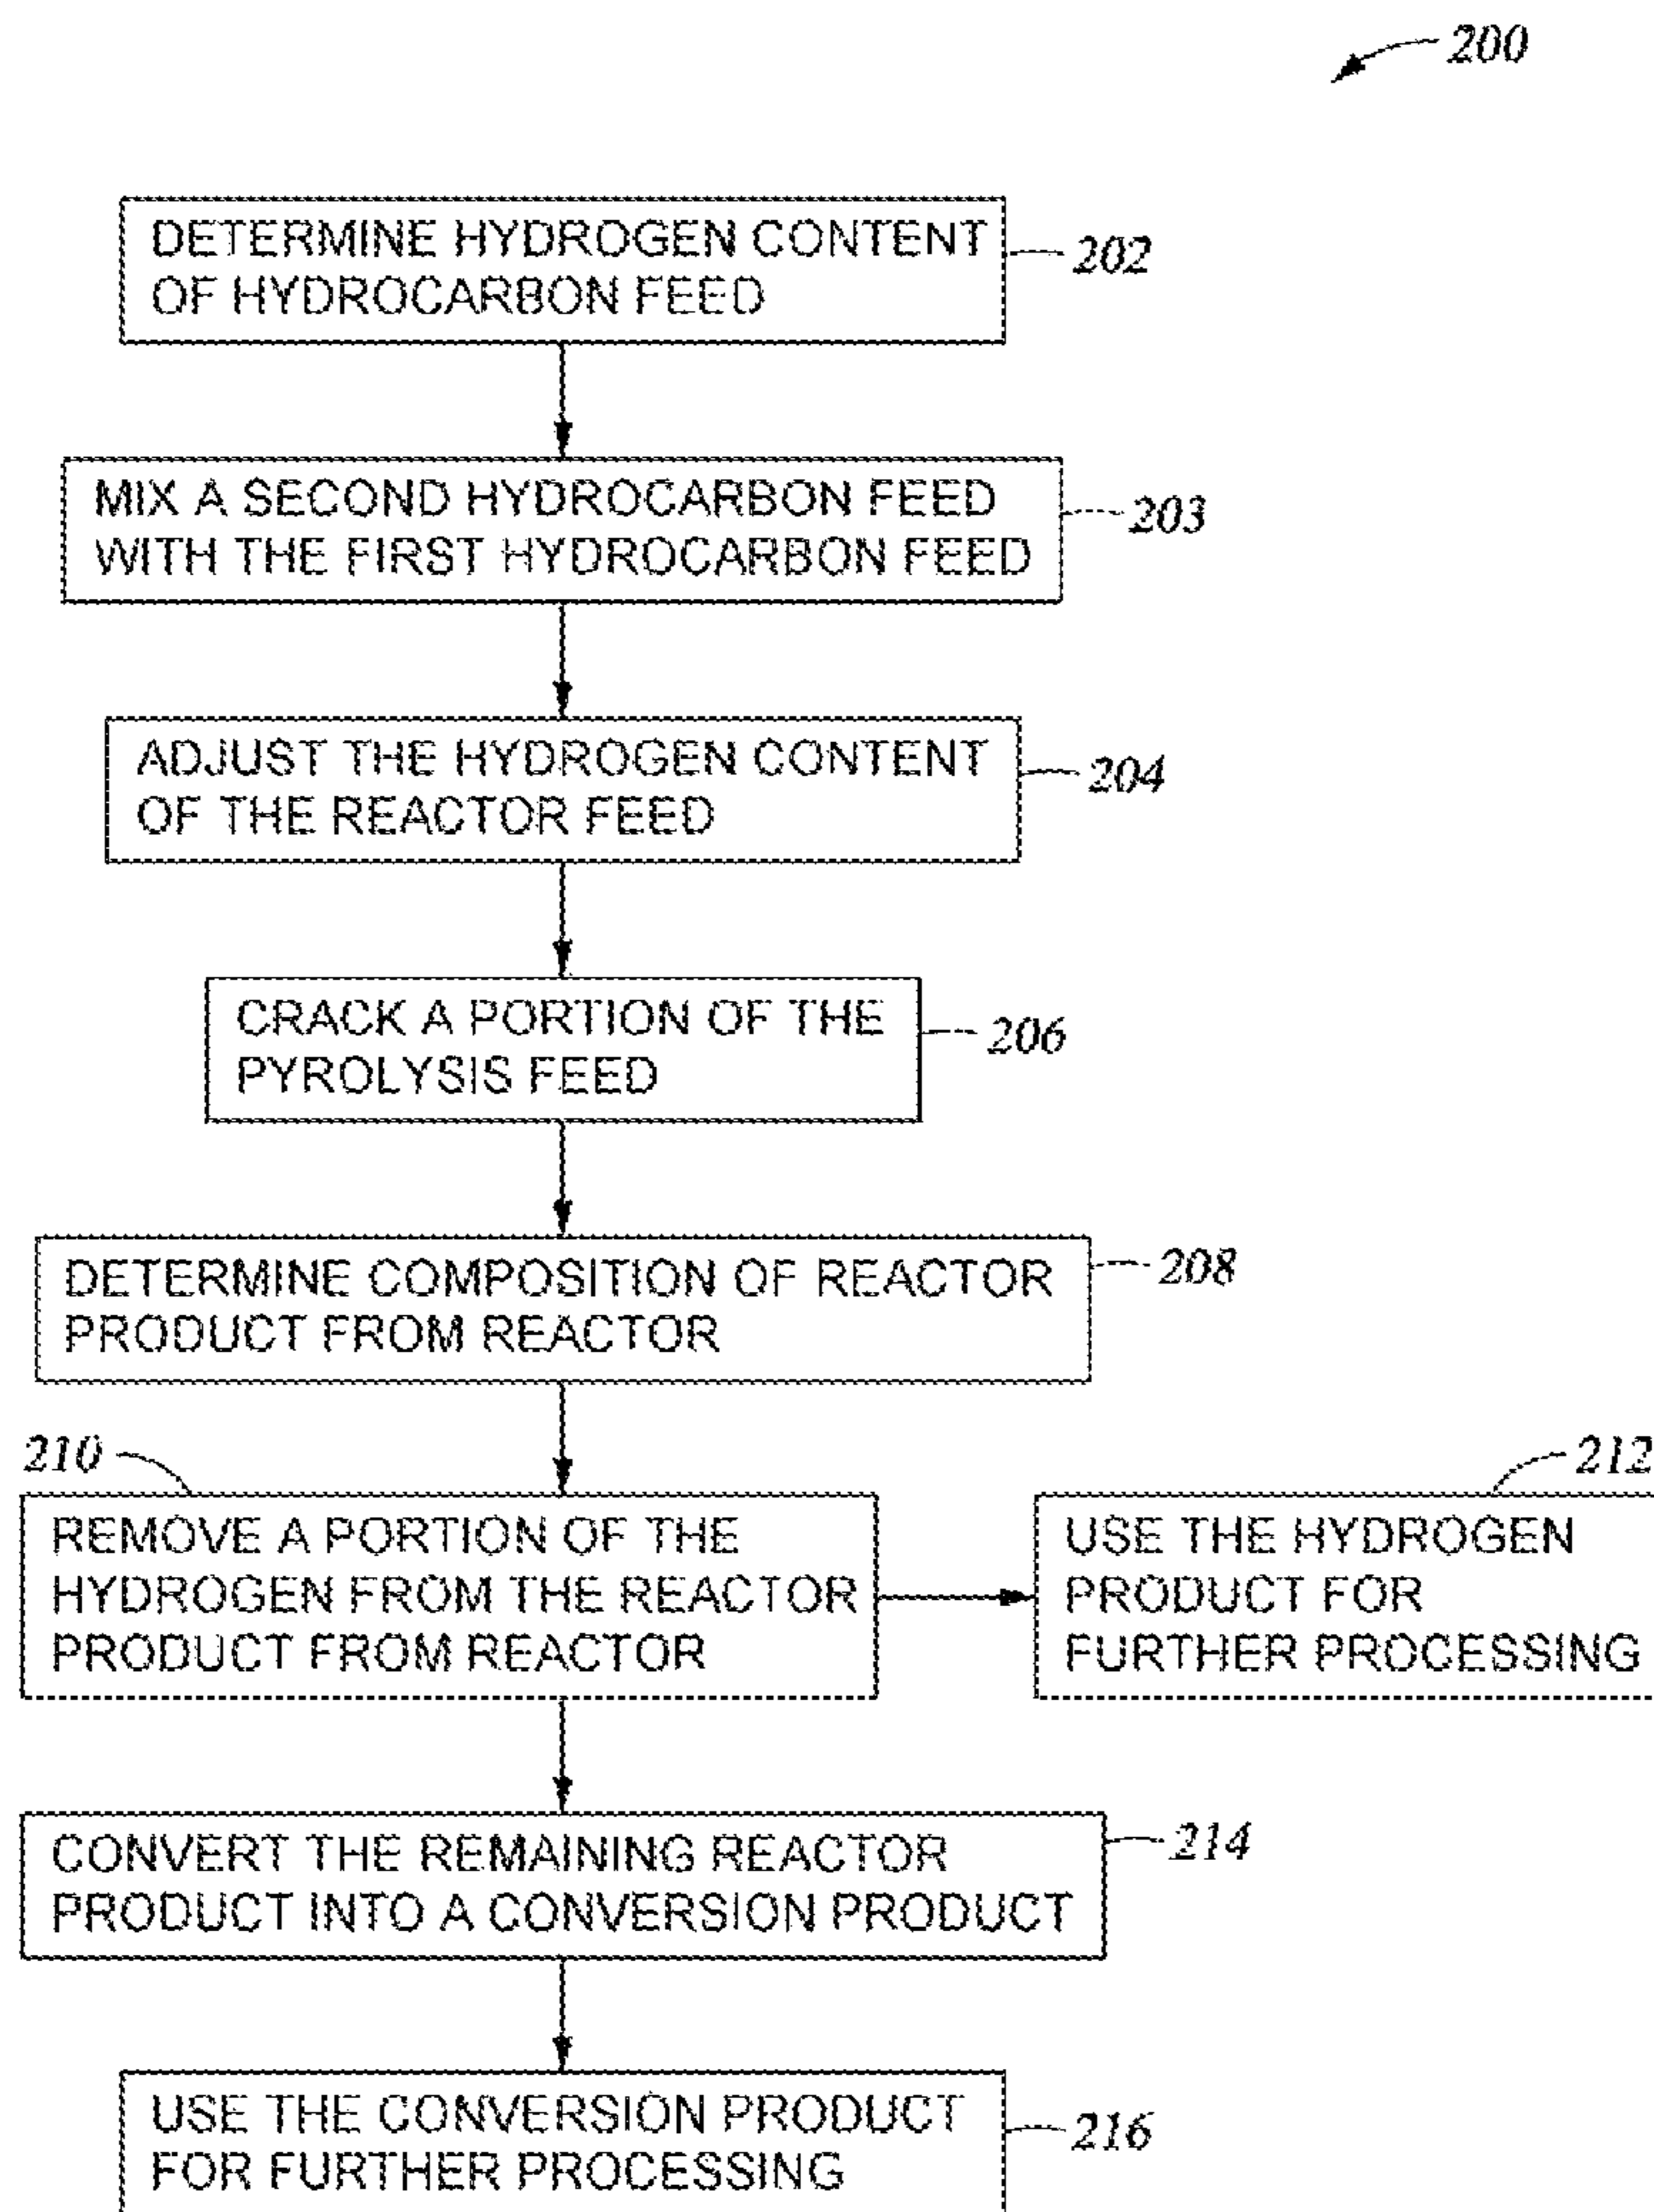 200
DETERMINE HYDROGEN CONTENT
OF HYDROCARBON FEED
202
MIX A SECOND HYDROCARBON FEED
WITH THE FIRST HYDROCARBON FEED
203
ADJUST THE HYDROGEN CONTENT
OF THE REACTOR FEED
204
CRACK A PORTION OF THE
PYROLYSIS FEED
206
DETERMINE COMPOSITION OF REACTOR
PRODUCT FROM REACTOR
208
210
REMOVE A PORTION OF THE
HYDROGEN FROM THE REACTOR
PRODUCT FROM REACTOR
212
USE THE HYDROGEN
PRODUCT FOR
FURTHER PROCESSING
CONVERT THE REMAINING REACTOR
PRODUCT INTO A CONVERSION PRODUCT
214
USE THE CONVERSION PRODUCT
FOR FURTHER PROCESSING
216